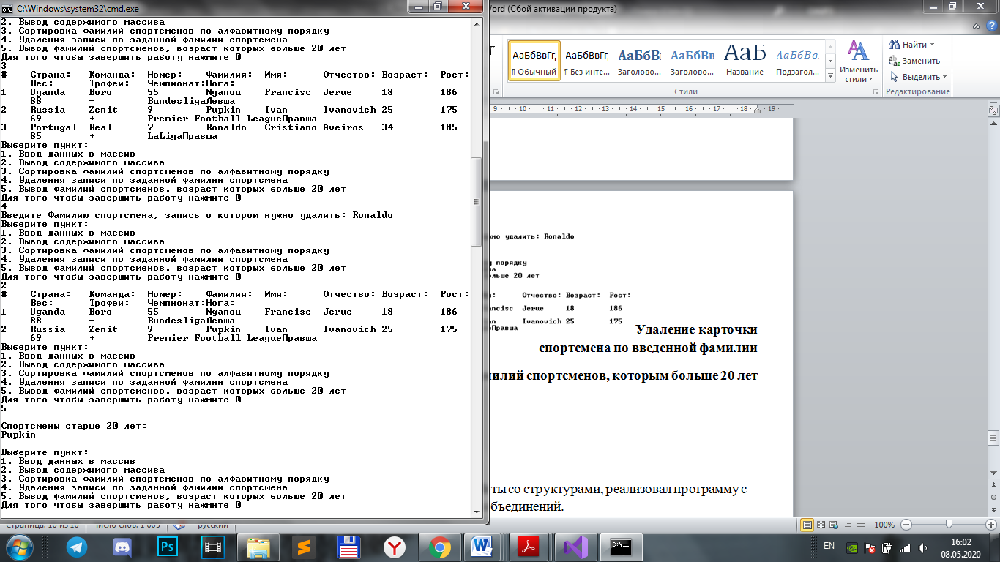 C:\Windows\system32\cmd.exe
2. Вывод содержимого массива
3. Сортировка фамилий спортсменов по алфавитному порядку
4. Удаления записи по заданной фамилии спортсмена
5. Вывод фамилий спортсменов, возраст которых больше 20 лет
Для того чтобы завершить работу нажмите 0
3
# Страна: Команда: Номер: Фамилия: Имя: Отчество: Возраст: Рост:
Вес: Трофеи: Чемпионат:Нога:
1 Uganda Boro 55 Nganou Francisc Jerue 18 186
88 - BundesligaЛевша
2 Russia Zenit 9 Pupkin Ivan Ivanovich 25 175
69 + Premier Football LeagueПравша
3 Portugal Real 7 Ronaldo Cristiano Aveiros 34 185
85 + LaLigaПравша
Выберите пункт:
1. Ввод данных в массив
2. Вывод содержимого массива
3. Сортировка фамилий спортсменов по алфавитному порядку
4. Удаления записи по заданной фамилии спортсмена
5. Вывод фамилий спортсменов, возраст которых больше 20 лет
Для того чтобы завершить работу нажмите 0
4
Введите Фамилию спортсмена, запись о котором нужно удалить: Ronaldo
Выберите пункт:
1. Ввод данных в массив
2. Вывод содержимого массива
3. Сортировка фамилий спортсменов по алфавитному порядку
4. Удаления записи по заданной фамилии спортсмена
5. Вывод фамилий спортсменов, возраст которых больше 20 лет
Для того чтобы завершить работу нажмите 0
2
# Страна: Команда: Номер: Фамилия: Имя: Отчество: Возраст: Рост:
Вес: Трофеи: Чемпионат:Нога:
1 Uganda Boro 55 Nganou Francisc Jerue 18 186
88 - BundesligaЛевша
2 Russia Zenit 9 Pupkin Ivan Ivanovich 25 175
69 + Premier Football LeagueПравша
Выберите пункт:
1. Ввод данных в массив
2. Вывод содержимого массива
3. Сортировка фамилий спортсменов по алфавитному порядку
4. Удаления записи по заданной фамилии спортсмена
5. Вывод фамилий спортсменов, возраст которых больше 20 лет
Для того чтобы завершить работу нажмите 0
5
Спортсмены старше 20 лет:
Pupkin
Выберите пункт:
1. Ввод данных в массив
2. Вывод содержимого массива
3. Сортировка фамилий спортсменов по алфавитному порядку
4. Удаления записи по заданной фамилии спортсмена
5. Вывод фамилий спортсменов, возраст которых больше 20 лет
Для того чтобы завершить работу нажмите 0
Word (Сбой активации продукта)
АаБбВвГг, АаБбВвГг, АаБбВ АаБбВв АаБ АаБбВв.
¶ Обычный ¶ Без инте... Заголово... Заголово... Название Подзагол...
Изменить стили
Найти
Заменить
Выделить
Стили Редактирование
9 10 11 12 13 14 15 16 17 18 19
жно удалить: Ronaldo
у порядку
на
ольше 20 лет
Отчество: Возраст: Рост:
ancisc Jerue 18 186
Ivanovich 25 175
еПравша
Удаление карточки
спортсмена по введенной фамилии
милий спортсменов, которым больше 20 лет
оты со структурами, реализовал программу с
бъединений.
100%
EN
16:02
08.05.2020